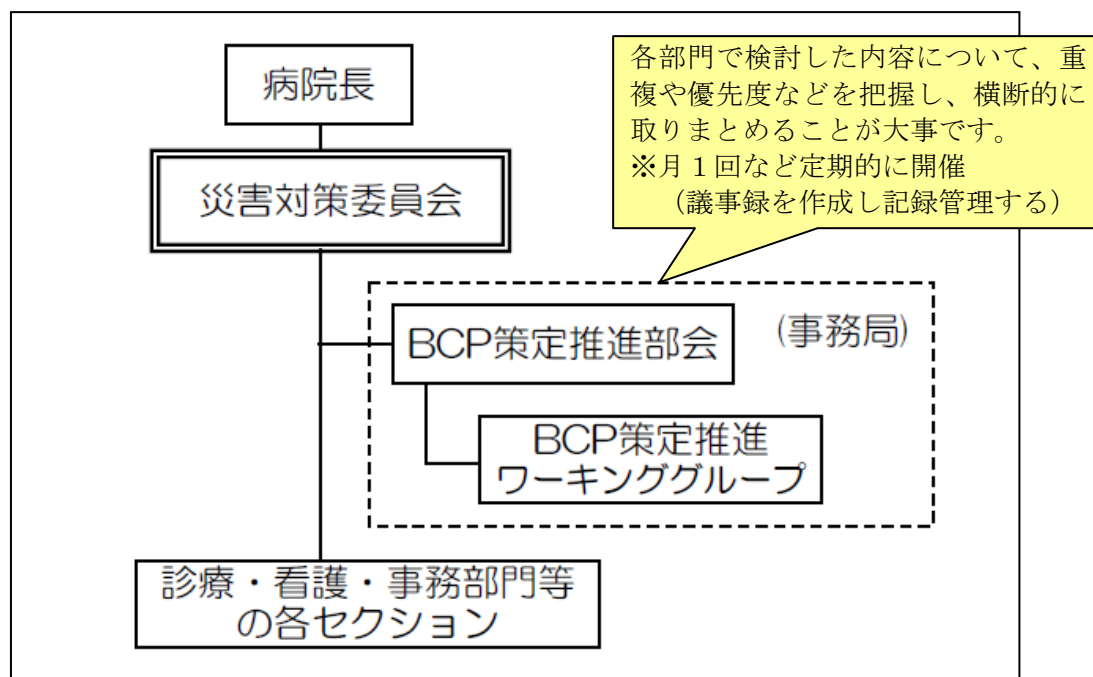 病院長
災害対策委員会
各部門で検討した内容について、重
複や優先度などを把握し、横断的に
取りまとめることが大事です。
※月１回など定期的に開催
（議事録を作成し記録管理する）
(事務局)
BCP策定推進部会
BCP策定推進
ワーキンググループ
診療・看護・事務部門等
の各セクション